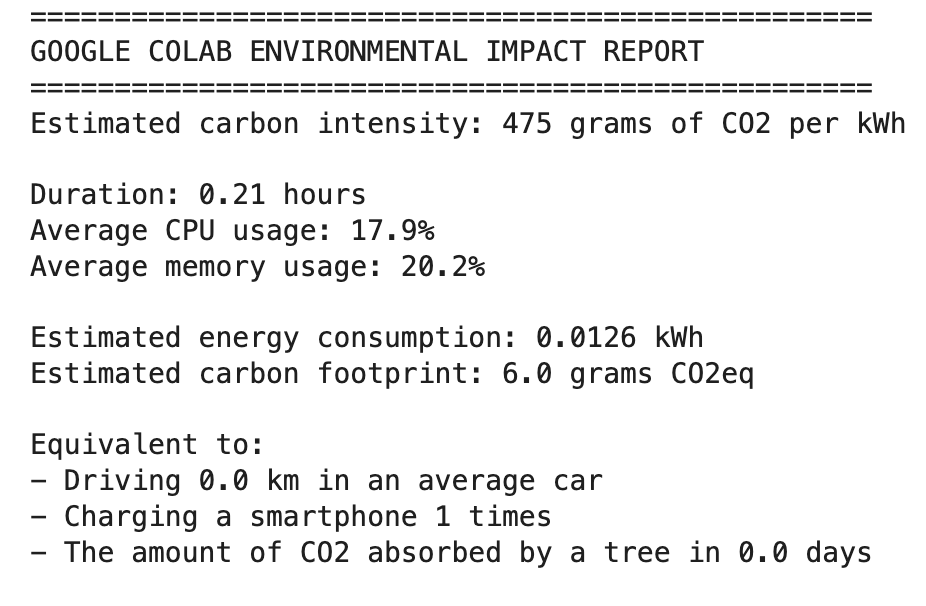 ==================================================
GOOGLE COLAB ENVIRONMENTAL IMPACT REPORT
==================================================
Estimated carbon intensity: 475 grams of CO2 per kWh
Duration: 0.21 hours
Average CPU usage: 17.9%
Average memory usage: 20.2%
Estimated energy consumption: 0.0126 kWh
Estimated carbon footprint: 6.0 grams CO2eq
Equivalent to:
– Driving 0.0 km in an average car
– Charging a smartphone 1 times
– The amount of CO2 absorbed by a tree in 0.0 days